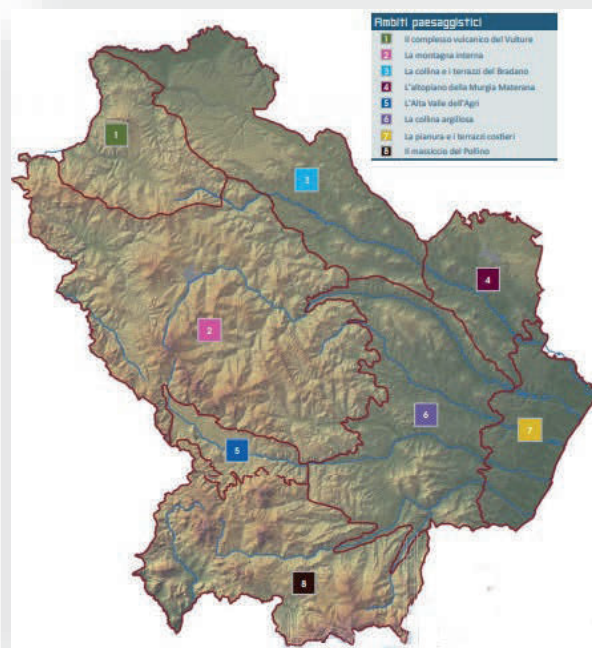 Ambiti paesaggistici
1 Il complesso vulcanico del Vulture
2 La montagna interna
3 La collina e i terrazzi del Bradano
4 L'altopiano della Murgia Materana
5 L'Alta Valle dell'Agri
6 La collina argillosa
7 La pianura e i terrazzi costieri
8 Il massiccio del Pollino
1
3
4
2
6
7
5
8